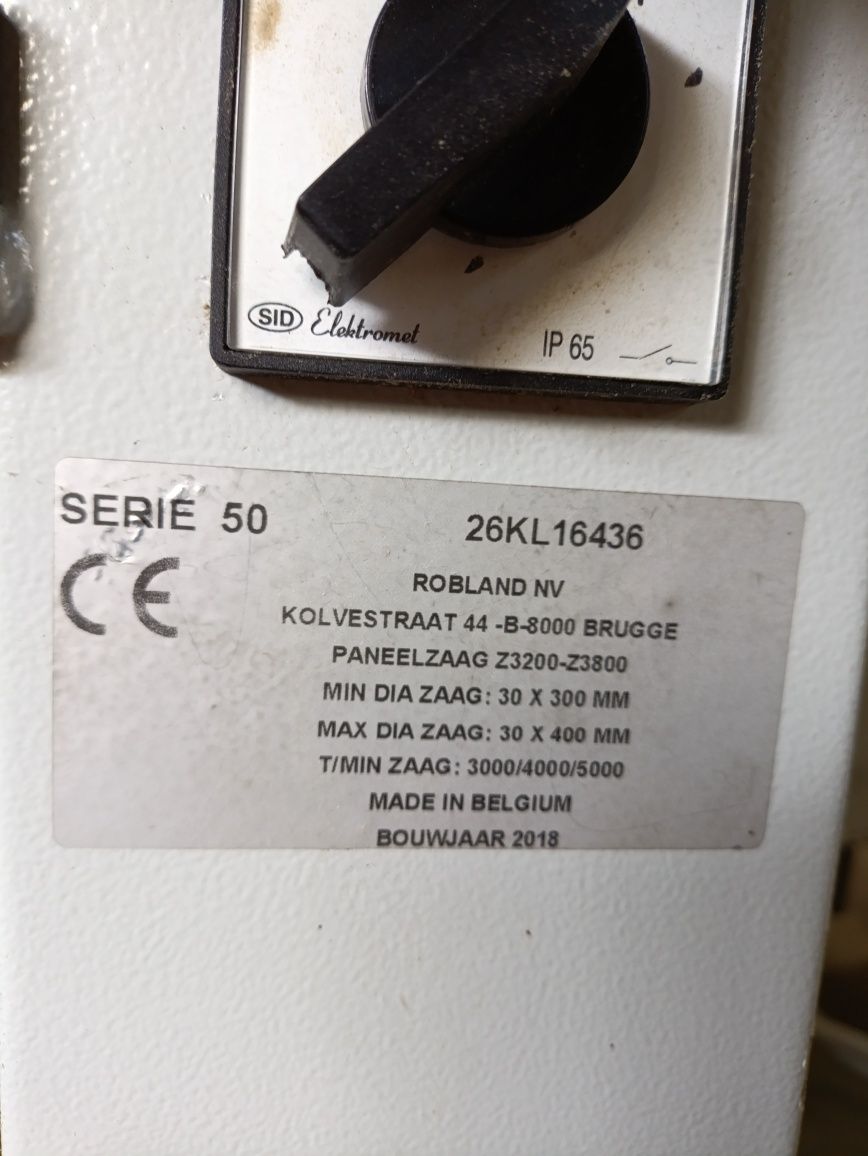 SID Elektromet
IP 65
SERIE 50
26KL16436
CE
ROBLAND NV
KOLVESTRAAT 44 -B-8000 BRUGGE
PANEELZAAG Z3200-Z3800
MIN DIA ZAAG: 30 X 300 MM
MAX DIA ZAAG: 30 X 400 MM
T/MIN ZAAG: 3000/4000/5000
MADE IN BELGIUM
BOUWJAAR 2018